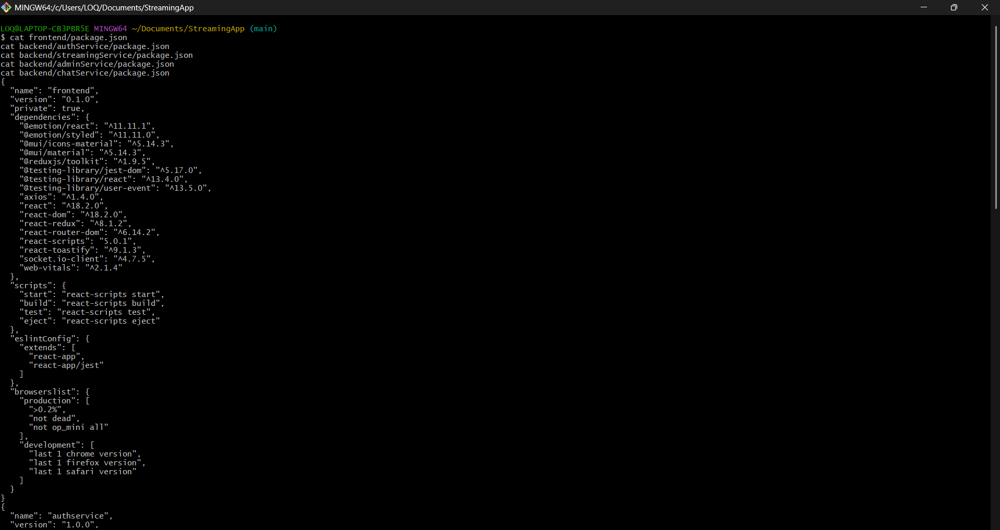 MINGW64:/c/Users/LOQ/Documents/StreamingApp
LOQ@LAPTOP-CB3PBR5E MINGW64 ~/Documents/StreamingApp (main)
$ cat frontend/package.json
cat backend/authService/package.json
cat backend/streamingService/package.json
cat backend/adminService/package.json
cat backend/chatService/package.json
{
  "name": "frontend",
  "version": "0.1.0",
  "private": true,
  "dependencies": {
    "@emotion/react": "^11.11.1",
    "@emotion/styled": "^11.11.0",
    "@mui/icons-material": "^5.14.3",
    "@mui/material": "^5.14.3",
    "@reduxjs/toolkit": "^1.9.5",
    "@testing-library/jest-dom": "^5.17.0",
    "@testing-library/react": "^13.4.0",
    "@testing-library/user-event": "^13.5.0",
    "axios": "^1.4.0",
    "react": "^18.2.0",
    "react-dom": "^18.2.0",
    "react-redux": "^8.1.2",
    "react-router-dom": "^6.14.2",
    "react-scripts": "5.0.1",
    "react-toastify": "^9.1.3",
    "socket.io-client": "^4.7.5",
    "web-vitals": "^2.1.4"
  },
  "scripts": {
    "start": "react-scripts start",
    "build": "react-scripts build",
    "test": "react-scripts test",
    "eject": "react-scripts eject"
  },
  "eslintConfig": {
    "extends": [
      "react-app",
      "react-app/jest"
    ]
  },
  "browserslist": {
    "production": [
      ">0.2%",
      "not dead",
      "not op_mini all"
    ],
    "development": [
      "last 1 chrome version",
      "last 1 firefox version",
      "last 1 safari version"
    ]
  }
}
{
  "name": "authservice",
  "version": "1.0.0",